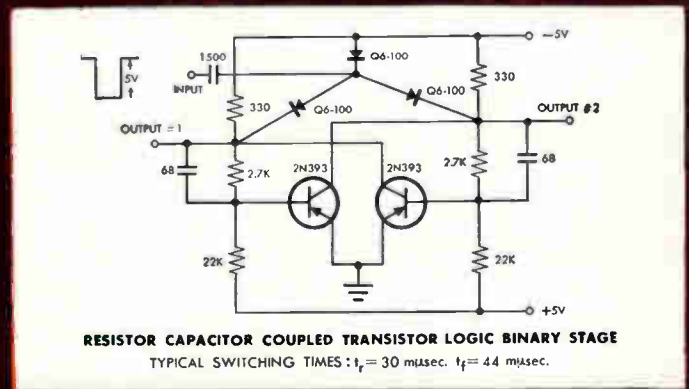 −5V
Q6-100
1500
5V
INPUT
330
330
Q6-100
Q6-100
OUTPUT #1
OUTPUT #2
68
2.7K
2N393
2N393
2.7K
68
22K
22K
+5V
RESISTOR CAPACITOR COUPLED TRANSISTOR LOGIC BINARY STAGE
TYPICAL SWITCHING TIMES: tr= 30 mμsec. tf= 44 mμsec.